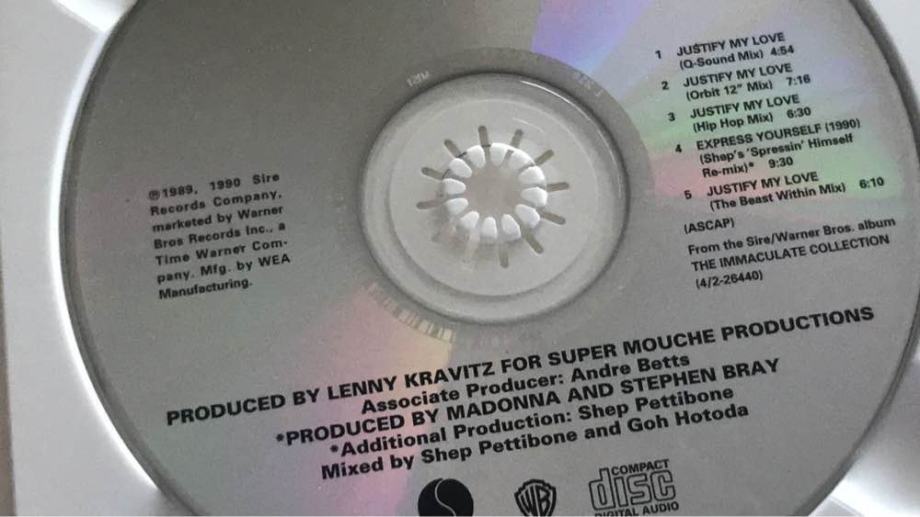 1 JUSTIFY MY LOVE
(Q-Sound Mix) 4:54
2 JUSTIFY MY LOVE
(Orbit 12" Mix) 7:16
3 JUSTIFY MY LOVE
(Hip Hop Mix) 6:30
4 EXPRESS YOURSELF (1990)
(Shep's 'Spressin' Himself
Re-mix)* 9:30
5 JUSTIFY MY LOVE
(The Beast Within Mix) 6:10
(ASCAP)
From the Sire/Warner Bros. album
THE IMMACULATE COLLECTION
(4/2-26440)
℗1989, 1990 Sire
Records Company,
marketed by Warner
Bros Records Inc., a
Time Warner Com-
pany. Mfg. by WEA
Manufacturing.
PRODUCED BY LENNY KRAVITZ FOR SUPER MOUCHE PRODUCTIONS
Associate Producer: Andre Betts
*PRODUCED BY MADONNA AND STEPHEN BRAY
*Additional Production: Shep Pettibone
Mixed by Shep Pettibone and Goh Hotoda
WB
COMPACT
disc
DIGITAL AUDIO